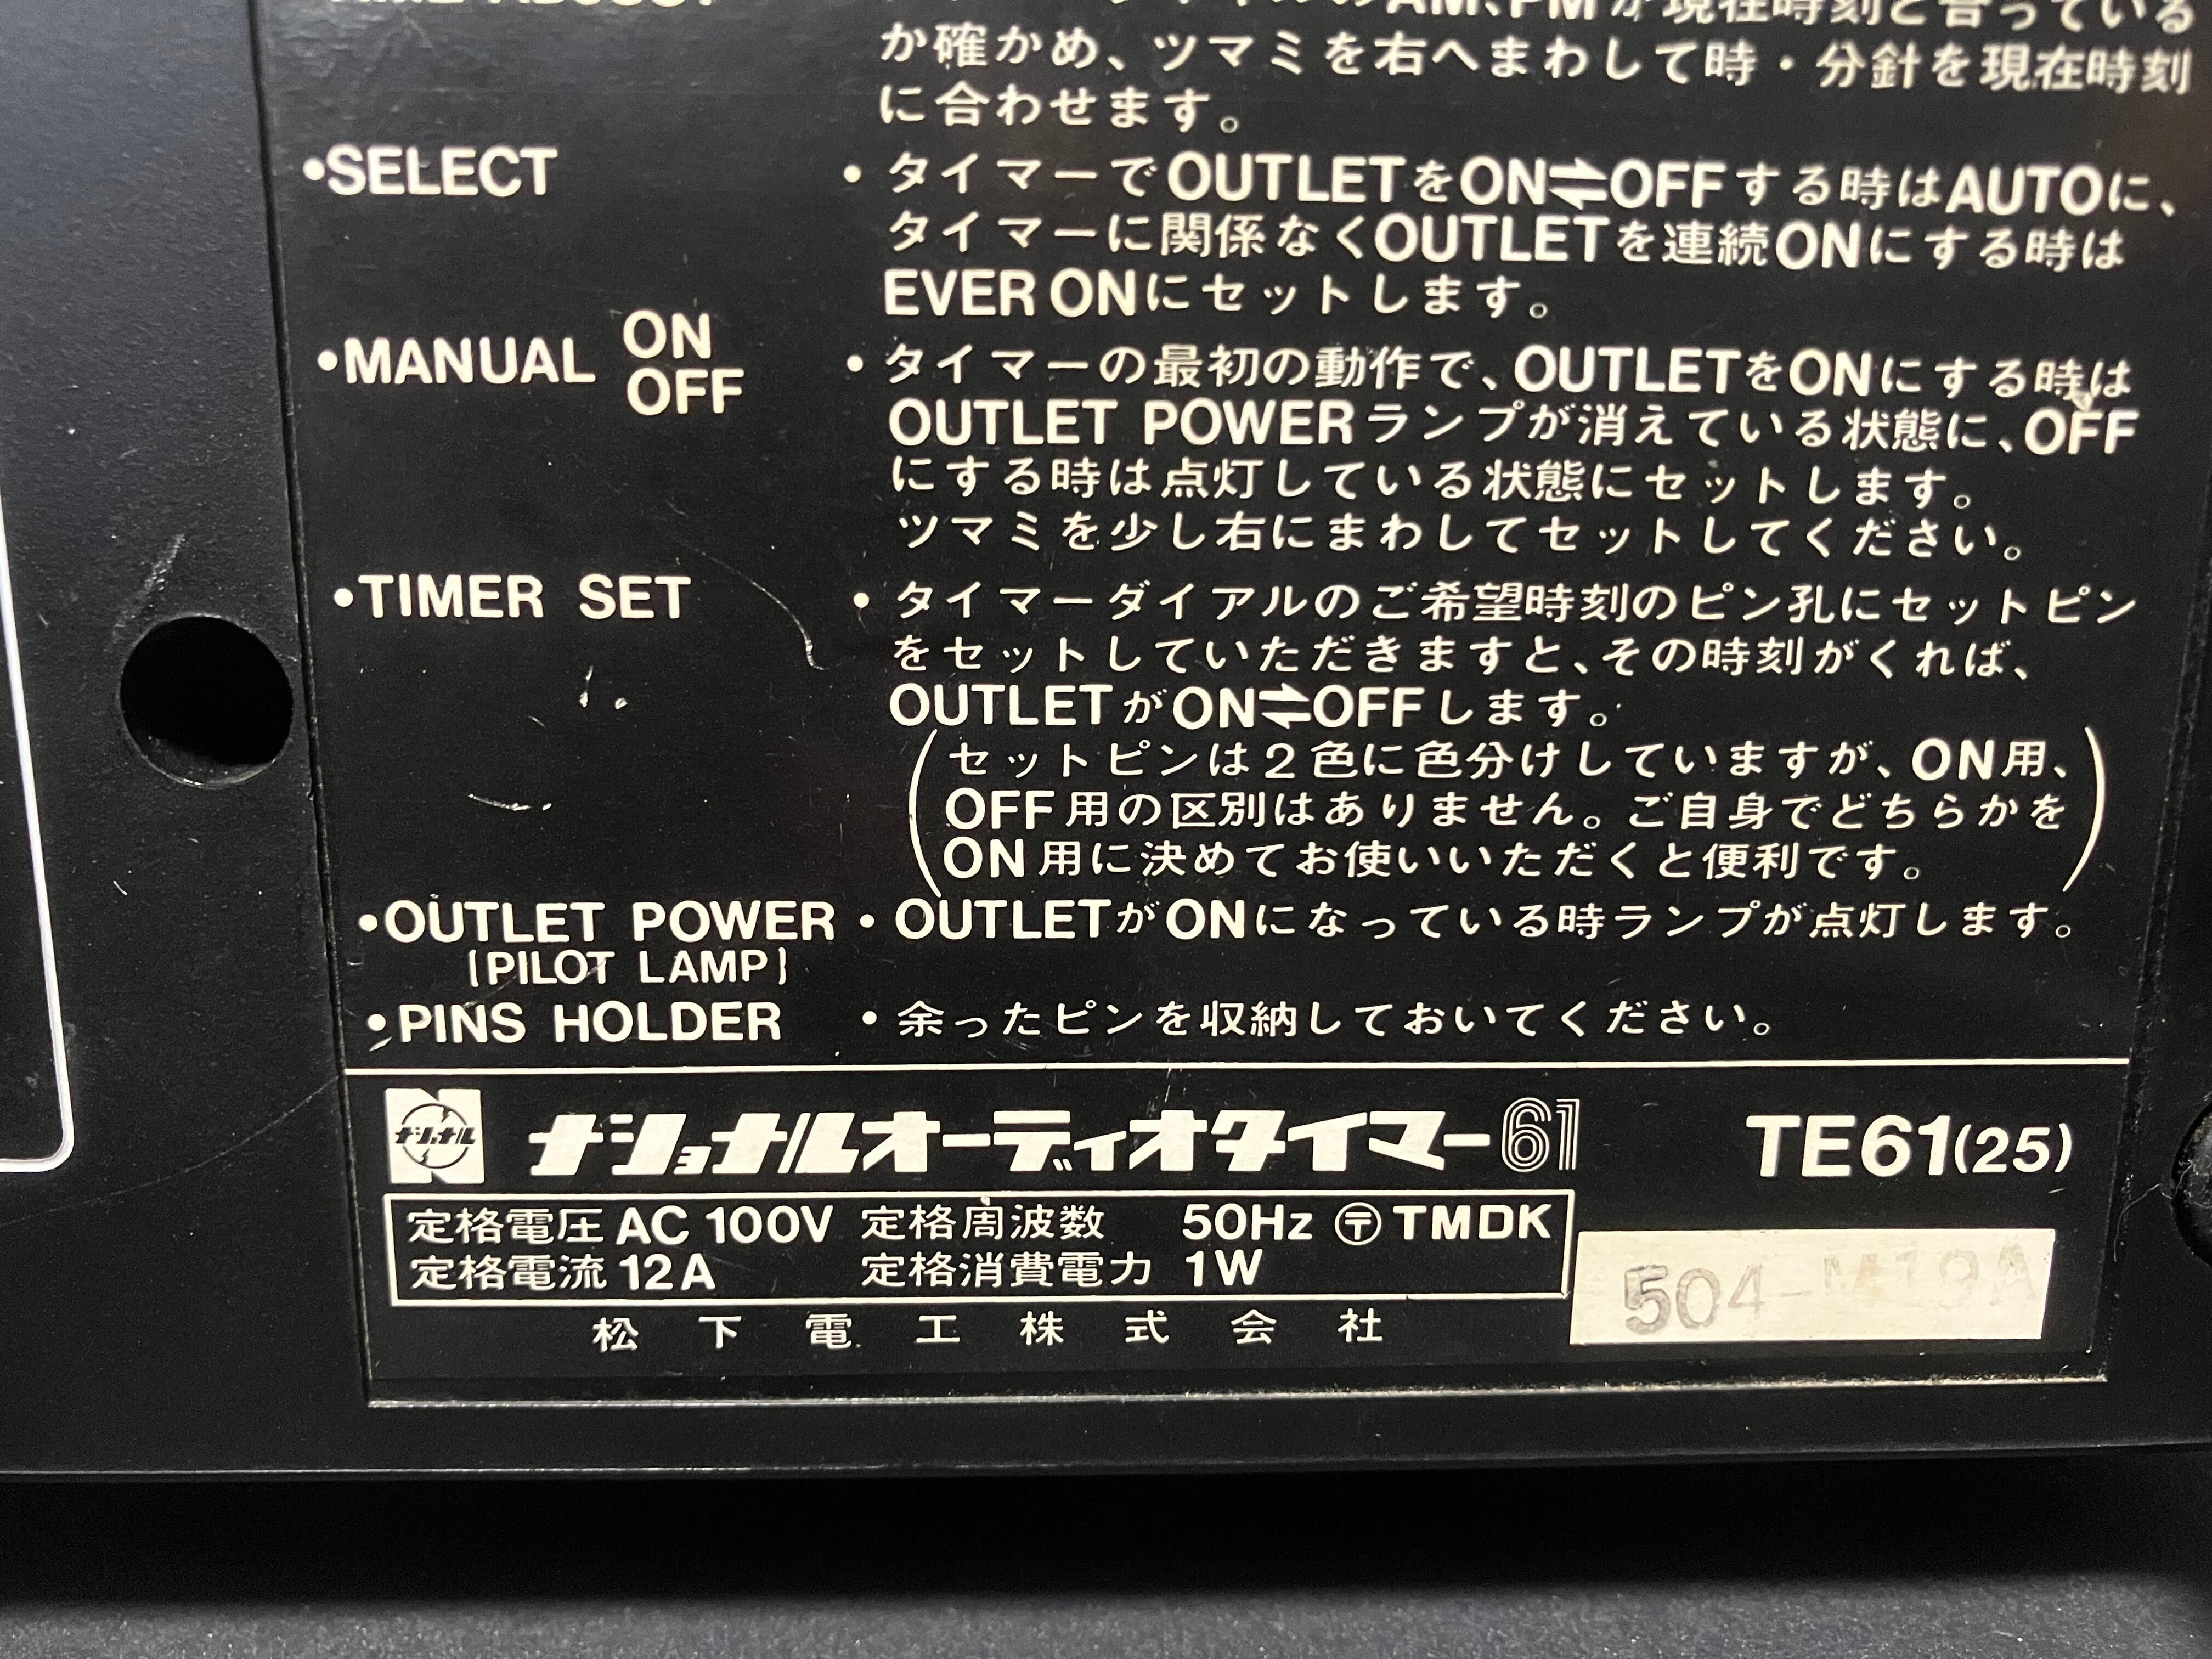 か確かめ、ツマミを右へまわして時・分針を現在時刻
に合わせます。
•SELECT
•タイマーでOUTLETをON⇌OFFする時はAUTOに、
タイマーに関係なくOUTLETを連続ONにする時は
EVER ONにセットします。
•MANUAL ON
OFF
•タイマーの最初の動作で、OUTLETをONにする時は
OUTLET POWERランプが消えている状態に、OFF
にする時は点灯している状態にセットします。
ツマミを少し右にまわしてセットしてください。
•TIMER SET
•タイマーダイアルのご希望時刻のピン孔にセットピン
をセットしていただきますと、その時刻がくれば、
OUTLETがON⇌OFFします。
(セットピンは2色に色分けしていますが、ON用、
OFF用の区別はありません。ご自身でどちらかを
ON用に決めてお使いいただくと便利です。)
•OUTLET POWER
[PILOT LAMP]
•OUTLETがONになっている時ランプが点灯します。
•PINS HOLDER
•余ったピンを収納しておいてください。
ナショナル
ナショナルオーディオタイマー61
TE61(25)
定格電圧 AC 100V 定格周波数 50Hz 〶 TMDK
定格電流 12A 定格消費電力 1W
504-M19A
松下電工株式会社